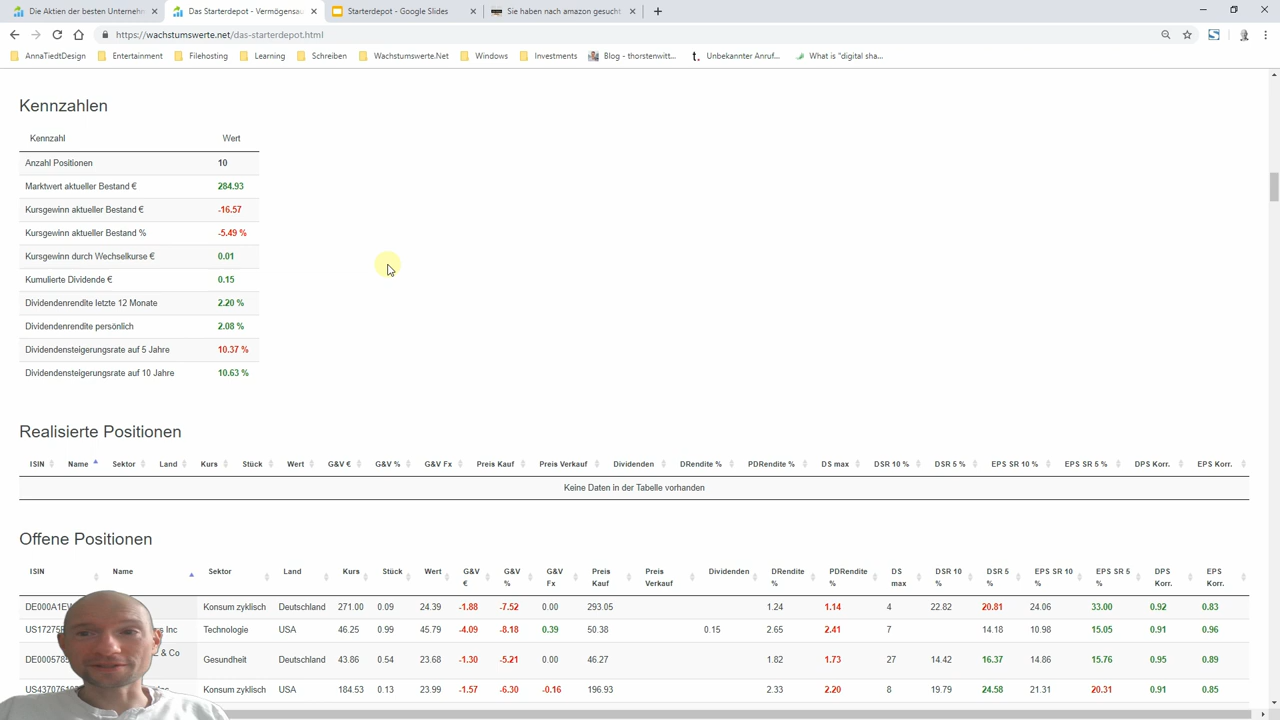 Die Aktien der besten Unternehm
Das Starterdepot - Vermögensau
Starterdepot - Google Slides
Sie haben nach amazon gesucht
https://wachstumswerte.net/das-starterdepot.html
AnnaTiedtDesign Entertainment Filehosting Learning Schreiben Wachstumswerte.Net Windows Investments Blog - thorstenwitt... Unbekannter Anruf... What is "digital sha...
Kennzahlen
Kennzahl Wert
Anzahl Positionen 10
Marktwert aktueller Bestand € 284.93
Kursgewinn aktueller Bestand € -16.57
Kursgewinn aktueller Bestand % -5.49 %
Kursgewinn durch Wechselkurse € 0.01
Kumulierte Dividende € 0.15
Dividendenrendite letzte 12 Monate 2.20 %
Dividendenrendite persönlich 2.08 %
Dividendensteigerungsrate auf 5 Jahre 10.37 %
Dividendensteigerungsrate auf 10 Jahre 10.63 %
Realisierte Positionen
ISIN Name Sektor Land Kurs Stück Wert G&V € G&V % G&V Fx Preis Kauf Preis Verkauf Dividenden DRendite % PDRendite % DS max DSR 10 % DSR 5 % EPS SR 10 % EPS SR 5 % DPS Korr. EPS Korr.
Keine Daten in der Tabelle vorhanden
Offene Positionen
ISIN Name Sektor Land Kurs Stück Wert G&V € G&V % G&V Fx Preis Kauf Preis Verkauf Dividenden DRendite % PDRendite % DS max DSR 10 % DSR 5 % EPS SR 10 % EPS SR 5 % DPS Korr. EPS Korr.
DE000A1EW Konsum zyklisch Deutschland 271.00 0.09 24.39 -1.88 -7.52 0.00 293.05 1.24 1.14 4 22.82 20.81 24.06 33.00 0.92 0.83
US17275 Inc Technologie USA 46.25 0.99 45.79 -4.09 -8.18 0.39 50.38 0.15 2.65 2.41 7 14.18 10.98 15.05 0.91 0.96
DE000578 & Co Gesundheit Deutschland 43.86 0.54 23.68 -1.30 -5.21 0.00 46.27 1.82 1.73 27 14.42 16.37 14.86 15.76 0.95 0.89
US437076 Konsum zyklisch USA 184.53 0.13 23.99 -1.57 -6.30 -0.16 196.93 2.33 2.20 8 19.79 24.58 21.31 20.31 0.91 0.85